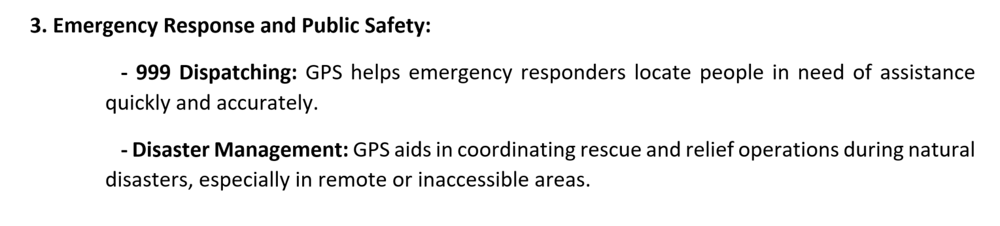 3. Emergency Response and Public Safety:
- 999 Dispatching: GPS helps emergency responders locate people in need of assistance
quickly and accurately.
- Disaster Management: GPS aids in coordinating rescue and relief operations during natural
disasters, especially in remote or inaccessible areas.